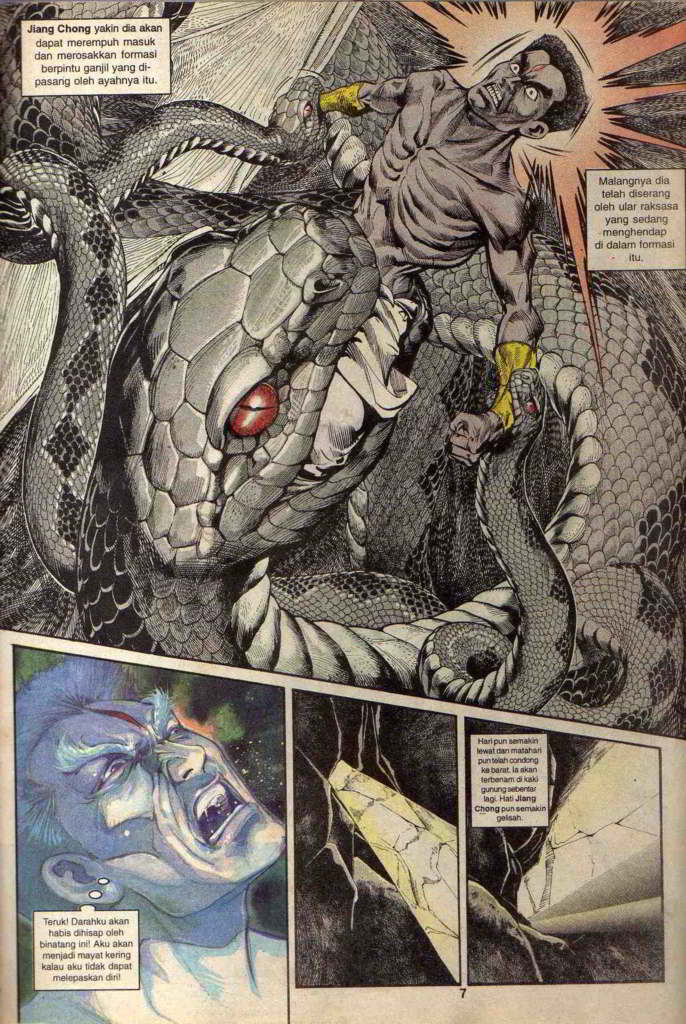 Jiang Chong yakin dia akan
dapat merempuh masuk
dan merosakkan formasi
berpintu ganjil yang di-
pasang oleh ayahnya itu.
Malangnya dia
telah diserang
oleh ular raksasa
yang sedang
menghendap
di dalam formasi
itu.
Teruk! Darahku akan
habis dihisap oleh
binatang ini! Aku akan
menjadi mayat kering
kalau aku tidak dapat
melepaskan diri!
Hari pun semakin
lewat dan matahari
pun telah condong
ke barat. Ia akan
terbenam di kaki
gunung sebentar
lagi. Hati Jiang
Chong pun semakin
gelisah.
7